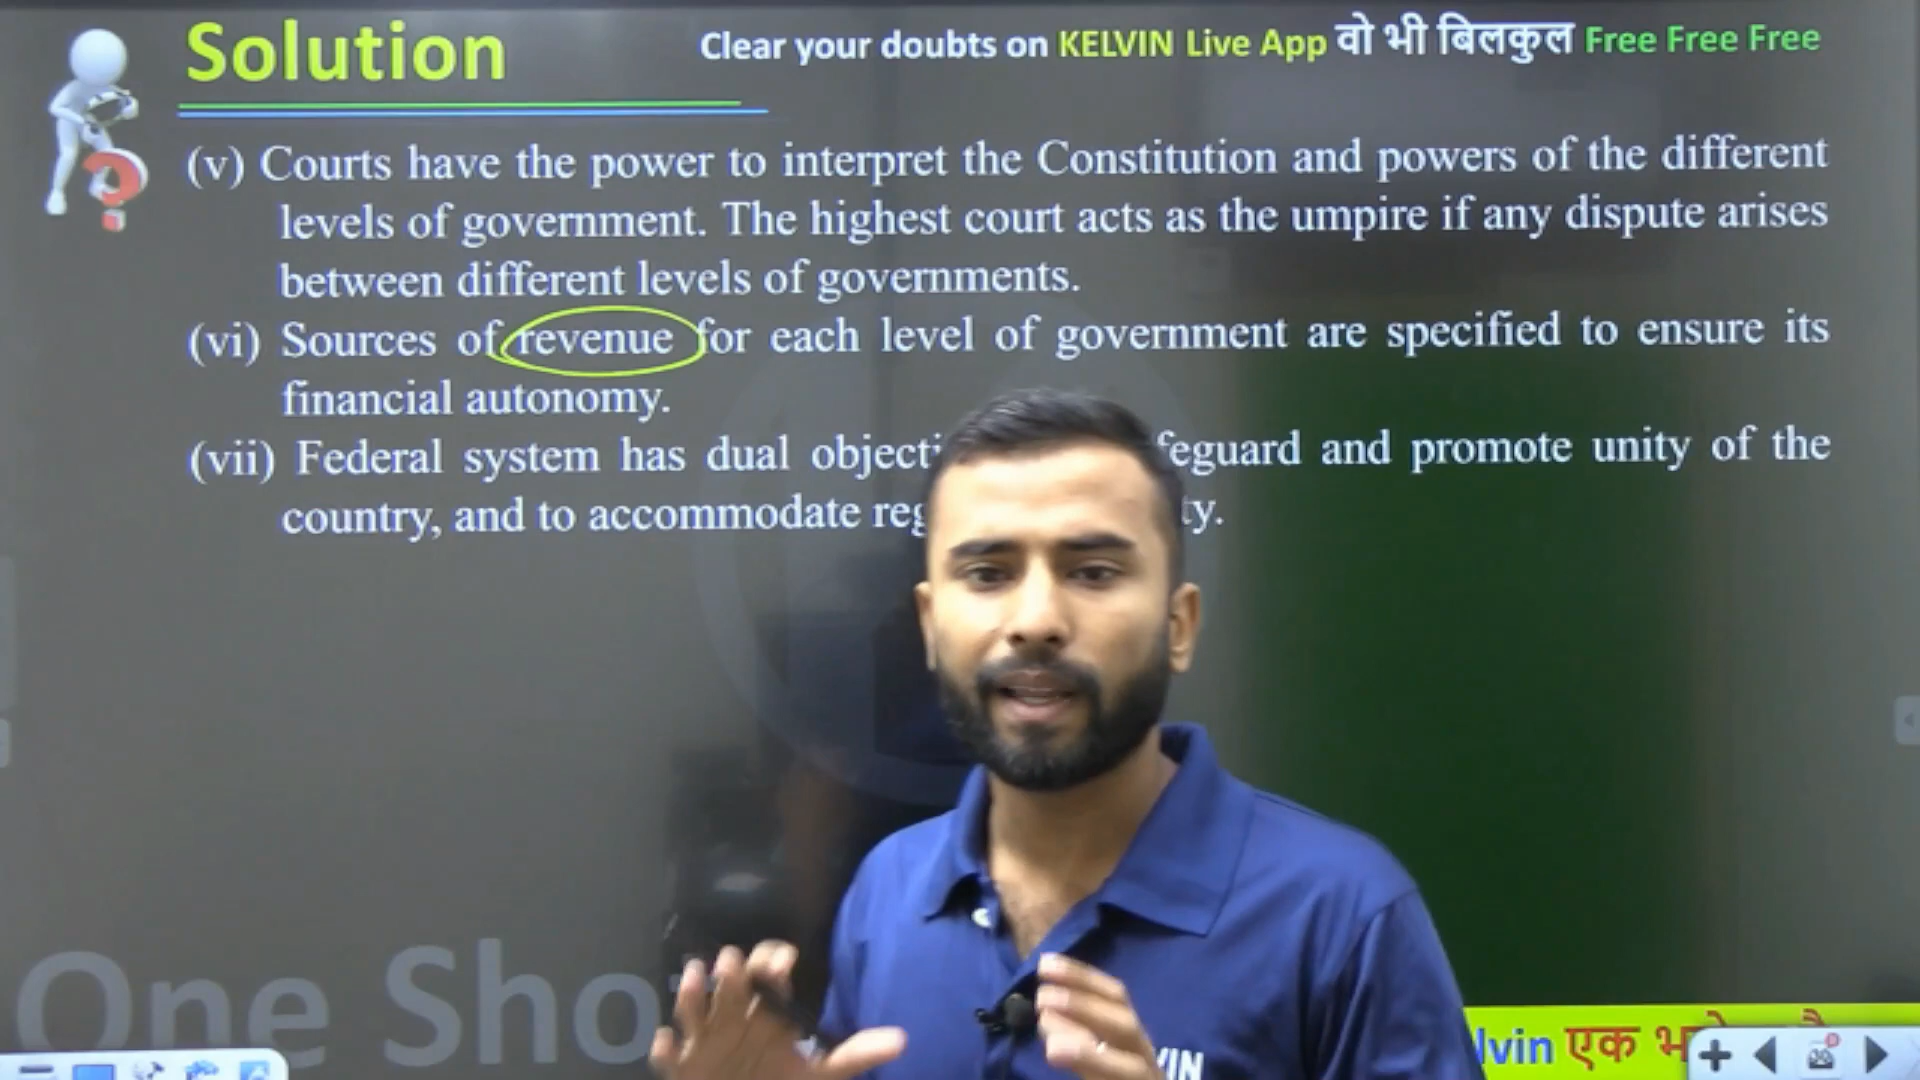 Solution
Clear your doubts on KELVIN Live App वो भी बिलकुल Free Free Free
(v) Courts have the power to interpret the Constitution and powers of the different
levels of government. The highest court acts as the umpire if any dispute arises
between different levels of governments.
(vi) Sources of revenue for each level of government are specified to ensure its
financial autonomy.
(vii) Federal system has dual and promote unity of the
country, and to accommodate
One
एक